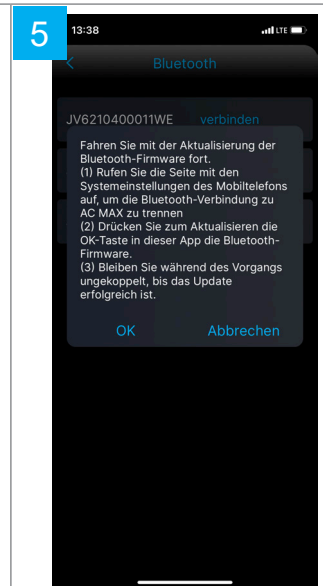 5
13:38
LTE
Bluetooth
JV6210400011WE verbinden
Fahren Sie mit der Aktualisierung der
Bluetooth-Firmware fort.
(1) Rufen Sie die Seite mit den
Systemeinstellungen des Mobiltelefons
auf, um die Bluetooth-Verbindung zu
AC MAX zu trennen
(2) Drücken Sie zum Aktualisieren die
OK-Taste in dieser App die Bluetooth-
Firmware.
(3) Bleiben Sie während des Vorgangs
ungekoppelt, bis das Update
erfolgreich ist.
OK Abbrechen